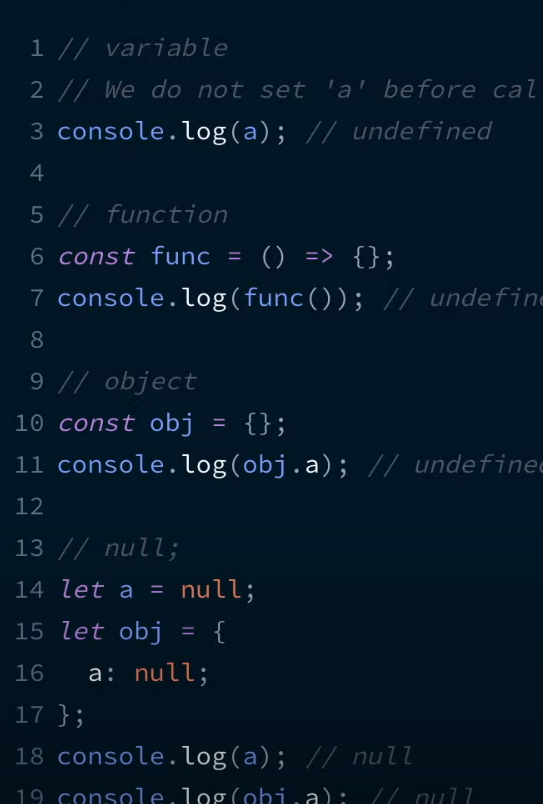 1 // variable
2 // We do not set 'a' before cal
3 console.log(a); // undefined
4
5 // function
6 const func = () => {};
7 console.log(func()); // undefine
8
9 // object
10 const obj = {};
11 console.log(obj.a); // undefined
12
13 // null;
14 let a = null;
15 let obj = {
16   a: null;
17 };
18 console.log(a); // null
19 console.log(obj.a); // null